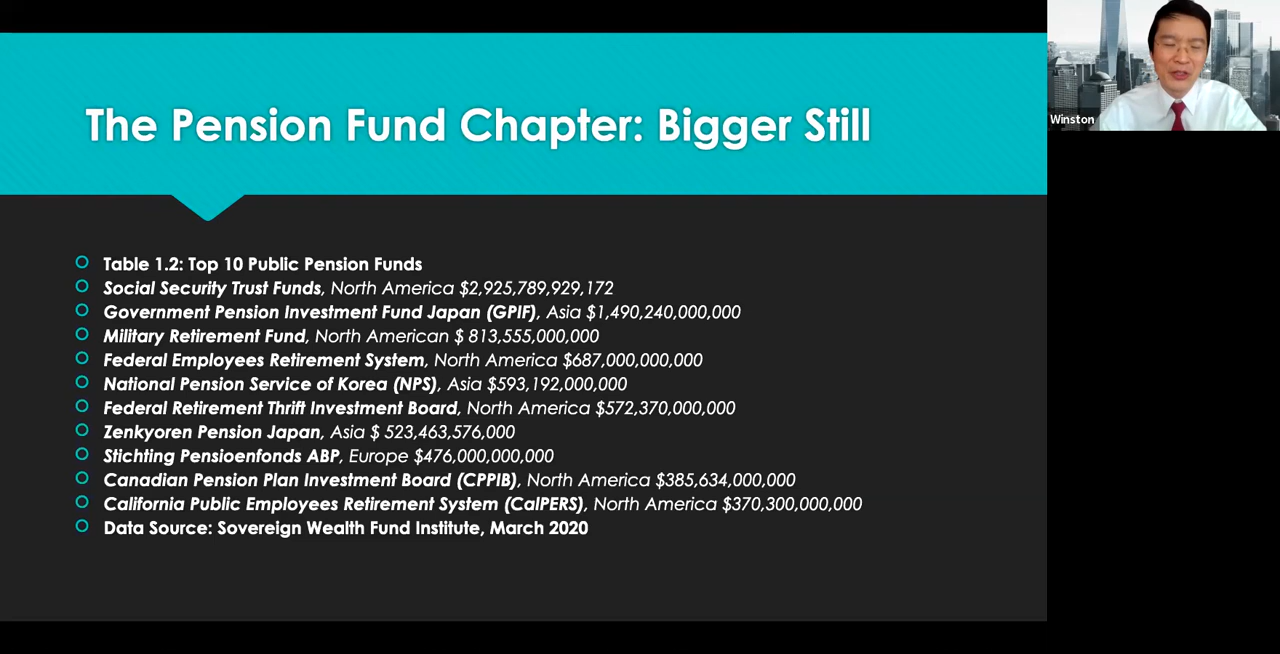 The Pension Fund Chapter: Bigger Still
Winston
Table 1.2: Top 10 Public Pension Funds
Social Security Trust Funds, North America $2,925,789,929,172
Government Pension Investment Fund Japan (GPIF), Asia $1,490,240,000,000
Military Retirement Fund, North American $ 813,555,000,000
Federal Employees Retirement System, North America $687,000,000,000
National Pension Service of Korea (NPS), Asia $593,192,000,000
Federal Retirement Thrift Investment Board, North America $572,370,000,000
Zenkyoren Pension Japan, Asia $ 523,463,576,000
Stichting Pensioenfonds ABP, Europe $476,000,000,000
Canadian Pension Plan Investment Board (CPPIB), North America $385,634,000,000
California Public Employees Retirement System (CalPERS), North America $370,300,000,000
Data Source: Sovereign Wealth Fund Institute, March 2020